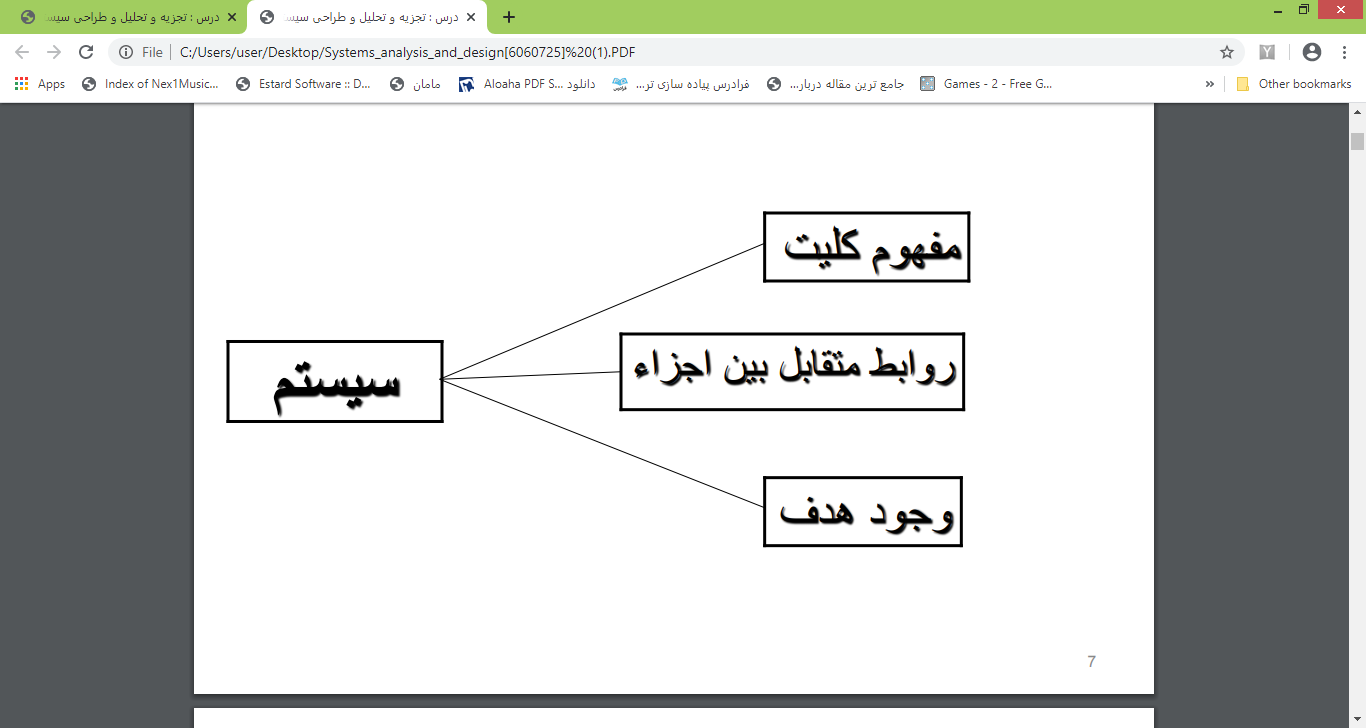 درس : تجزیه و تحلیل و طراحی سیس
درس : تجزیه و تحلیل و طراحی سیس
File
C:/Users/user/Desktop/Systems_analysis_and_design[6060725]%20(1).PDF
Apps
Index of Nex1Music...
Estard Software :: D...
مامان
دانلود Aloaha PDF S...
فرادرس پیاده سازی تر...
جامع ترین مقاله دربار...
Games - 2 - Free G...
»
Other bookmarks
مفهوم کلیت
روابط متقابل بین اجزاء
سیستم
وجود هدف
7